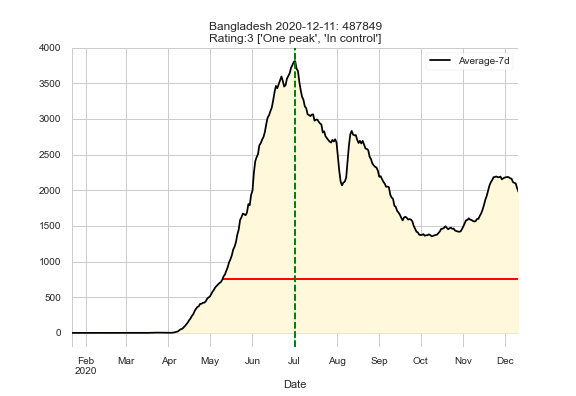 Bangladesh 2020-12-11: 487849
Rating:3 ['One peak', 'In control']
Average-7d
4000
3500
3000
2500
2000
1500
1000
500
0
Feb Mar Apr May Jun Jul Aug Sep Oct Nov Dec
2020
Date